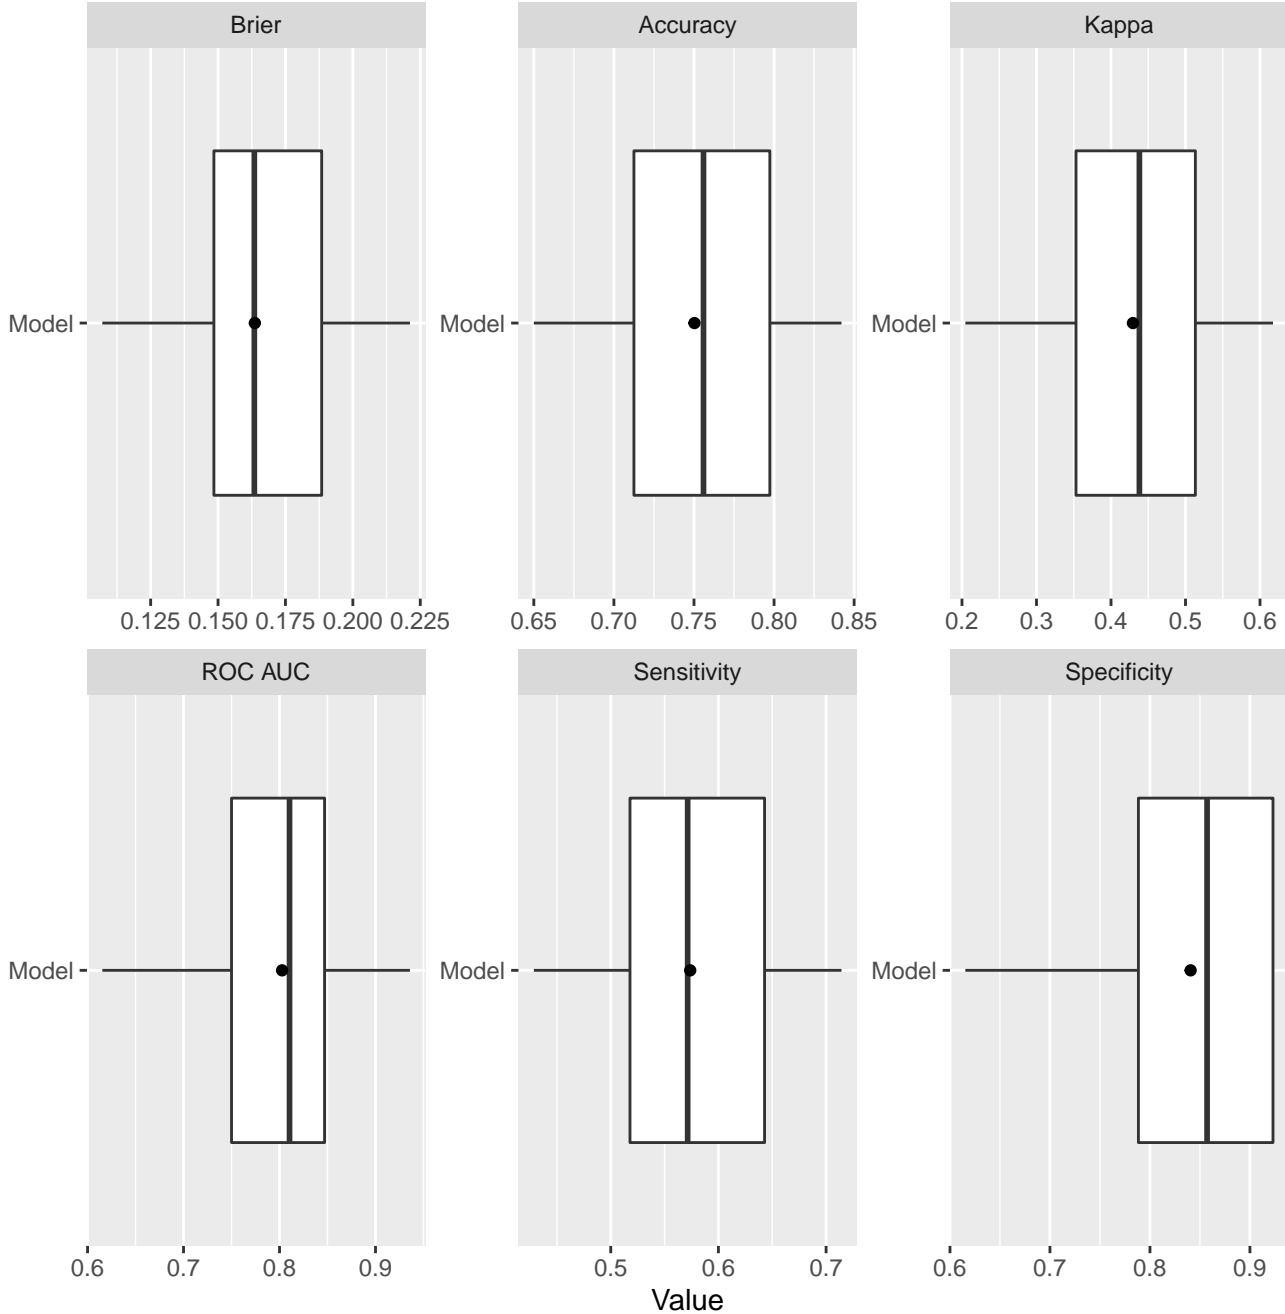 Brier Accuracy Kappa
Model Model Model
0.125 0.150 0.175 0.200 0.225 0.65 0.70 0.75 0.80 0.85 0.2 0.3 0.4 0.5 0.6
ROC AUC Sensitivity Specificity
Model Model Model
0.6 0.7 0.8 0.9 0.5 0.6 0.7 0.6 0.7 0.8 0.9
Value